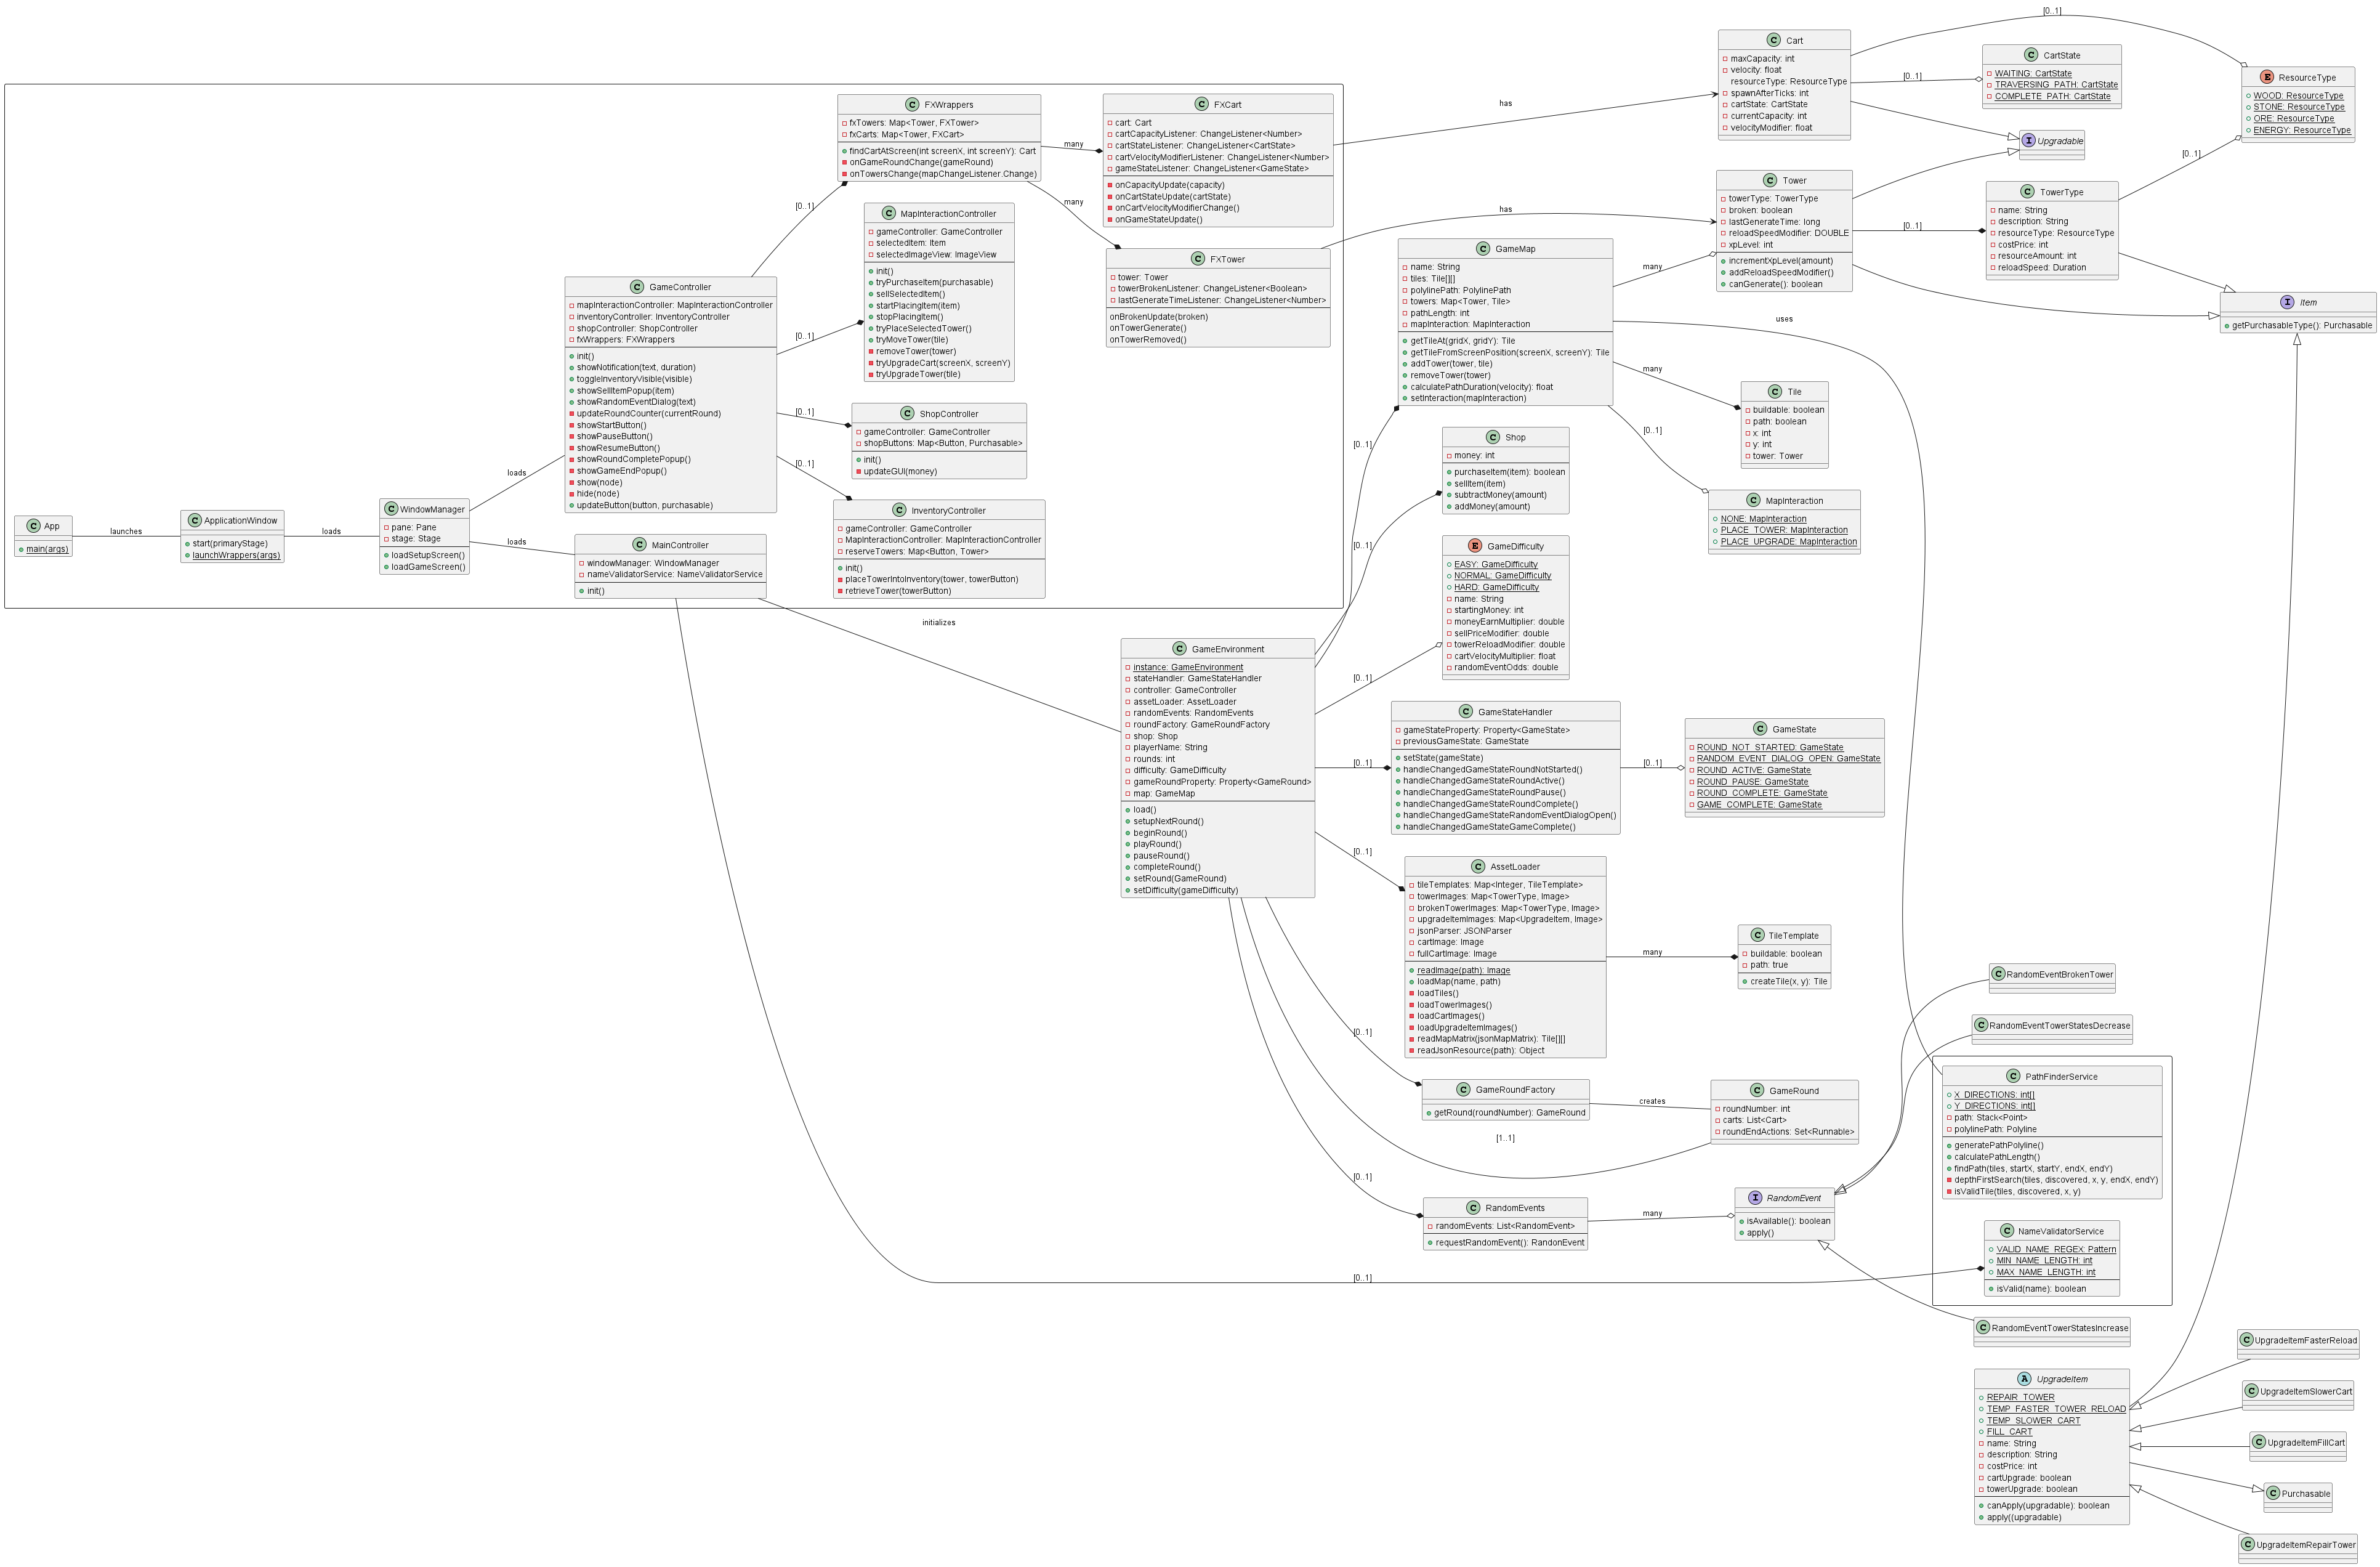 App
main(args)
launches
ApplicationWindow
start(primaryStage)
launchWrappers(args)
loads
WindowManager
pane: Pane
stage: Stage
loadSetupScreen()
loadGameScreen()
loads
loads
GameController
mapInteractionController: MapInteractionController
inventoryController: InventoryController
shopController: ShopController
fxWrappers: FXWrappers
init()
showNotification(text, duration)
toggleInventoryVisible(visible)
showSellItemPopup(item)
showRandomEventDialog(text)
updateRoundCounter(currentRound)
showStartButton()
showPauseButton()
showResumeButton()
showRoundCompletePopup()
showGameEndPopup()
show(node)
hide(node)
updateButton(button, purchasable)
MainController
windowManager: WindowManager
nameValidatorService: NameValidatorService
init()
[0..1]
[0..1]
[0..1]
[0..1]
FXWrappers
fxTowers: Map<Tower, FXTower>
fxCarts: Map<Tower, FXCart>
findCartAtScreen(int screenX, int screenY): Cart
onGameRoundChange(gameRound)
onTowersChange(mapChangeListener.Change)
MapInteractionController
gameController: GameController
selectedItem: Item
selectedImageView: ImageView
init()
tryPurchaseItem(purchasable)
sellSelectedItem()
startPlacingItem(item)
stopPlacingItem()
tryPlaceSelectedTower()
tryMoveTower(tile)
removeTower(tower)
tryUpgradeCart(screenX, screenY)
tryUpgradeTower(tile)
ShopController
gameController: GameController
shopButtons: Map<Button, Purchasable>
init()
updateGUI(money)
InventoryController
gameController: GameController
MapInteractionController: MapInteractionController
reserveTowers: Map<Button, Tower>
init()
placeTowerIntoInventory(tower, towerButton)
retrieveTower(towerButton)
many
many
FXCart
cart: Cart
cartCapacityListener: ChangeListener<Number>
cartStateListener: ChangeListener<CartState>
cartVelocityModifierListener: ChangeListener<Number>
gameStateListener: ChangeListener<GameState>
onCapacityUpdate(capacity)
onCartStateUpdate(cartState)
onCartVelocityModifierChange()
onGameStateUpdate()
FXTower
tower: Tower
towerBrokenListener: ChangeListener<Boolean>
lastGenerateTimeListener: ChangeListener<Number>
onBrokenUpdate(broken)
onTowerGenerate()
onTowerRemoved()
initializes
GameEnvironment
instance: GameEnvironment
stateHandler: GameStateHandler
controller: GameController
assetLoader: AssetLoader
randomEvents: RandomEvents
roundFactory: GameRoundFactory
shop: Shop
playerName: String
rounds: int
difficulty: GameDifficulty
gameRoundProperty: Property<GameRound>
map: GameMap
load()
setupNextRound()
beginRound()
playRound()
pauseRound()
completeRound()
setRound(GameRound)
setDifficulty(gameDifficulty)
has
has
[0..1]
[0..1]
[0..1]
[0..1]
[0..1]
[0..1]
[1..1]
[0..1]
[0..1]
GameMap
name: String
tiles: Tile[][]
polylinePath: PolylinePath
towers: Map<Tower, Tile>
pathLength: int
mapInteraction: MapInteraction
getTileAt(gridX, gridY): Tile
getTileFromScreenPosition(screenX, screenY): Tile
addTower(tower, tile)
removeTower(tower)
calculatePathDuration(velocity): float
setInteraction(mapInteraction)
Shop
money: int
purchaseItem(item): boolean
sellItem(item)
subtractMoney(amount)
addMoney(amount)
GameDifficulty
EASY: GameDifficulty
NORMAL: GameDifficulty
HARD: GameDifficulty
name: String
startingMoney: int
moneyEarnMultiplier: double
sellPriceModifier: double
towerReloadModifier: double
cartVelocityMultiplier: float
randomEventOdds: double
GameStateHandler
gameStateProperty: Property<GameState>
previousGameState: GameState
setState(gameState)
handleChangedGameStateRoundNotStarted()
handleChangedGameStateRoundActive()
handleChangedGameStateRoundPause()
handleChangedGameStateRoundComplete()
handleChangedGameStateRandomEventDialogOpen()
handleChangedGameStateGameComplete()
AssetLoader
tileTemplates: Map<Integer, TileTemplate>
towerImages: Map<TowerType, Image>
brokenTowerImages: Map<TowerType, Image>
upgradeItemImages: Map<UpgradeItem, Image>
jsonParser: JSONParser
cartImage: Image
fullCartImage: Image
readImage(path): Image
loadMap(name, path)
loadTiles()
loadTowerImages()
loadCartImages()
loadUpgradeItemImages()
readMapMatrix(jsonMapMatrix): Tile[][]
readJsonResource(path): Object
GameRoundFactory
getRound(roundNumber): GameRound
RandomEvents
randomEvents: List<RandomEvent>
requestRandomEvent(): RandonEvent
many
uses
many
[0..1]
[0..1]
many
creates
many
Cart
maxCapacity: int
velocity: float
resourceType: ResourceType
spawnAfterTicks: int
cartState: CartState
currentCapacity: int
velocityModifier: float
Tower
towerType: TowerType
broken: boolean
lastGenerateTime: long
reloadSpeedModifier: DOUBLE
xpLevel: int
incrementXpLevel(amount)
addReloadSpeedModifier()
canGenerate(): boolean
Tile
buildable: boolean
path: boolean
x: int
y: int
tower: Tower
MapInteraction
NONE: MapInteraction
PLACE_TOWER: MapInteraction
PLACE_UPGRADE: MapInteraction
GameState
ROUND_NOT_STARTED: GameState
RANDOM_EVENT_DIALOG_OPEN: GameState
ROUND_ACTIVE: GameState
ROUND_PAUSE: GameState
ROUND_COMPLETE: GameState
GAME_COMPLETE: GameState
TileTemplate
buildable: boolean
path: true
createTile(x, y): Tile
GameRound
roundNumber: int
carts: List<Cart>
roundEndActions: Set<Runnable>
RandomEvent
isAvailable(): boolean
apply()
[0..1]
[0..1]
[0..1]
[0..1]
CartState
WAITING: CartState
TRAVERSING_PATH: CartState
COMPLETE_PATH: CartState
Upgradable
TowerType
name: String
description: String
resourceType: ResourceType
costPrice: int
resourceAmount: int
reloadSpeed: Duration
RandomEventBrokenTower
RandomEventTowerStatesDecrease
PathFinderService
X_DIRECTIONS: int[]
Y_DIRECTIONS: int[]
path: Stack<Point>
polylinePath: Polyline
generatePathPolyline()
calculatePathLength()
findPath(tiles, startX, startY, endX, endY)
depthFirstSearch(tiles, discovered, x, y, endX, endY)
isValidTile(tiles, discovered, x, y)
NameValidatorService
VALID_NAME_REGEX: Pattern
MIN_NAME_LENGTH: int
MAX_NAME_LENGTH: int
isValid(name): boolean
RandomEventTowerStatesIncrease
UpgradeItem
REPAIR_TOWER
TEMP_FASTER_TOWER_RELOAD
TEMP_SLOWER_CART
FILL_CART
name: String
description: String
costPrice: int
cartUpgrade: boolean
towerUpgrade: boolean
canApply(upgradable): boolean
apply((upgradable)
ResourceType
WOOD: ResourceType
STONE: ResourceType
ORE: ResourceType
ENERGY: ResourceType
Item
getPurchasableType(): Purchasable
UpgradeItemFasterReload
UpgradeItemSlowerCart
UpgradeItemFillCart
Purchasable
UpgradeItemRepairTower